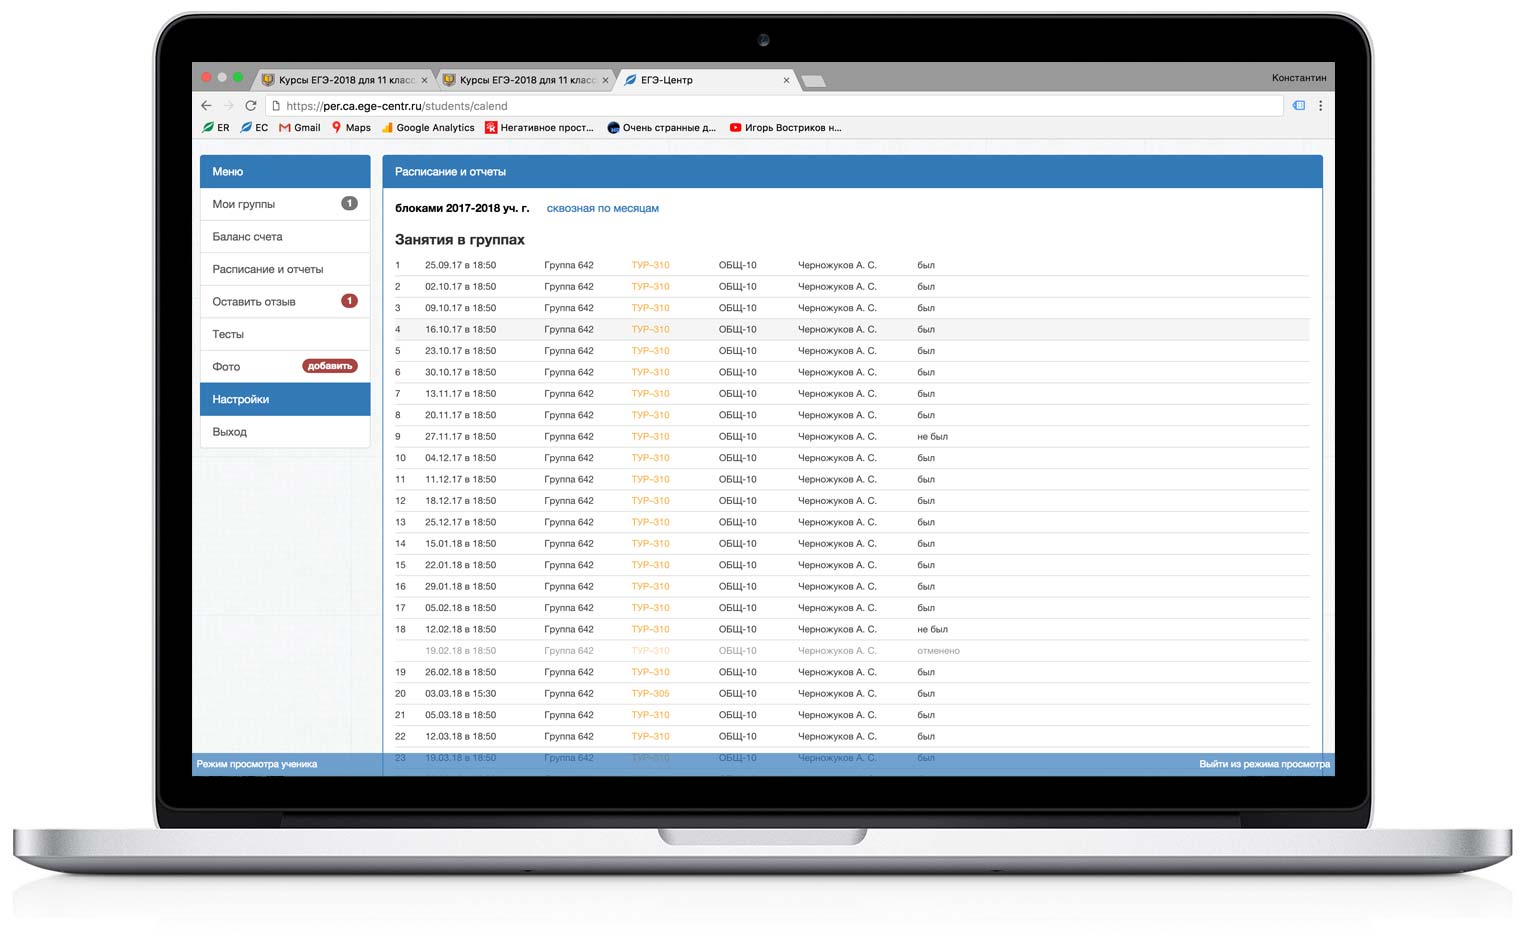 Курсы ЕГЭ-2018 для 11 класс Курсы ЕГЭ-2018 для 11 класс ЕГЭ-Центр Константин
https://per.ca.ege-centr.ru/students/calend
ER EC Gmail Maps Google Analytics Негативное прост... Очень странные д... Игорь Востриков н...
Меню
Мои группы 1
Баланс счета
Расписание и отчеты
Оставить отзыв 1
Тесты
Фото добавить
Настройки
Выход
Расписание и отчеты
блоками 2017-2018 уч. г. сквозная по месяцам
Занятия в группах
1 25.09.17 в 18:50 Группа 642 ТУР-310 ОБЩ-10 Черножуков А. С. был
2 02.10.17 в 18:50 Группа 642 ТУР-310 ОБЩ-10 Черножуков А. С. был
3 09.10.17 в 18:50 Группа 642 ТУР-310 ОБЩ-10 Черножуков А. С. был
4 16.10.17 в 18:50 Группа 642 ТУР-310 ОБЩ-10 Черножуков А. С. был
5 23.10.17 в 18:50 Группа 642 ТУР-310 ОБЩ-10 Черножуков А. С. был
6 30.10.17 в 18:50 Группа 642 ТУР-310 ОБЩ-10 Черножуков А. С. был
7 13.11.17 в 18:50 Группа 642 ТУР-310 ОБЩ-10 Черножуков А. С. был
8 20.11.17 в 18:50 Группа 642 ТУР-310 ОБЩ-10 Черножуков А. С. был
9 27.11.17 в 18:50 Группа 642 ТУР-310 ОБЩ-10 Черножуков А. С. не был
10 04.12.17 в 18:50 Группа 642 ТУР-310 ОБЩ-10 Черножуков А. С. был
11 11.12.17 в 18:50 Группа 642 ТУР-310 ОБЩ-10 Черножуков А. С. был
12 18.12.17 в 18:50 Группа 642 ТУР-310 ОБЩ-10 Черножуков А. С. был
13 25.12.17 в 18:50 Группа 642 ТУР-310 ОБЩ-10 Черножуков А. С. был
14 15.01.18 в 18:50 Группа 642 ТУР-310 ОБЩ-10 Черножуков А. С. был
15 22.01.18 в 18:50 Группа 642 ТУР-310 ОБЩ-10 Черножуков А. С. был
16 29.01.18 в 18:50 Группа 642 ТУР-310 ОБЩ-10 Черножуков А. С. был
17 05.02.18 в 18:50 Группа 642 ТУР-310 ОБЩ-10 Черножуков А. С. был
18 12.02.18 в 18:50 Группа 642 ТУР-310 ОБЩ-10 Черножуков А. С. не был
19.02.18 в 18:50 Группа 642 ТУР-310 ОБЩ-10 Черножуков А. С. отменено
19 26.02.18 в 18:50 Группа 642 ТУР-310 ОБЩ-10 Черножуков А. С. был
20 03.03.18 в 15:30 Группа 642 ТУР-305 ОБЩ-10 Черножуков А. С. был
21 05.03.18 в 18:50 Группа 642 ТУР-310 ОБЩ-10 Черножуков А. С. был
22 12.03.18 в 18:50 Группа 642 ТУР-310 ОБЩ-10 Черножуков А. С. был
23 19.03.18 в 18:50 Группа 642 ТУР-310 ОБЩ-10 Черножуков А. С. был
Режим просмотра ученика Выйти из режима просмотра